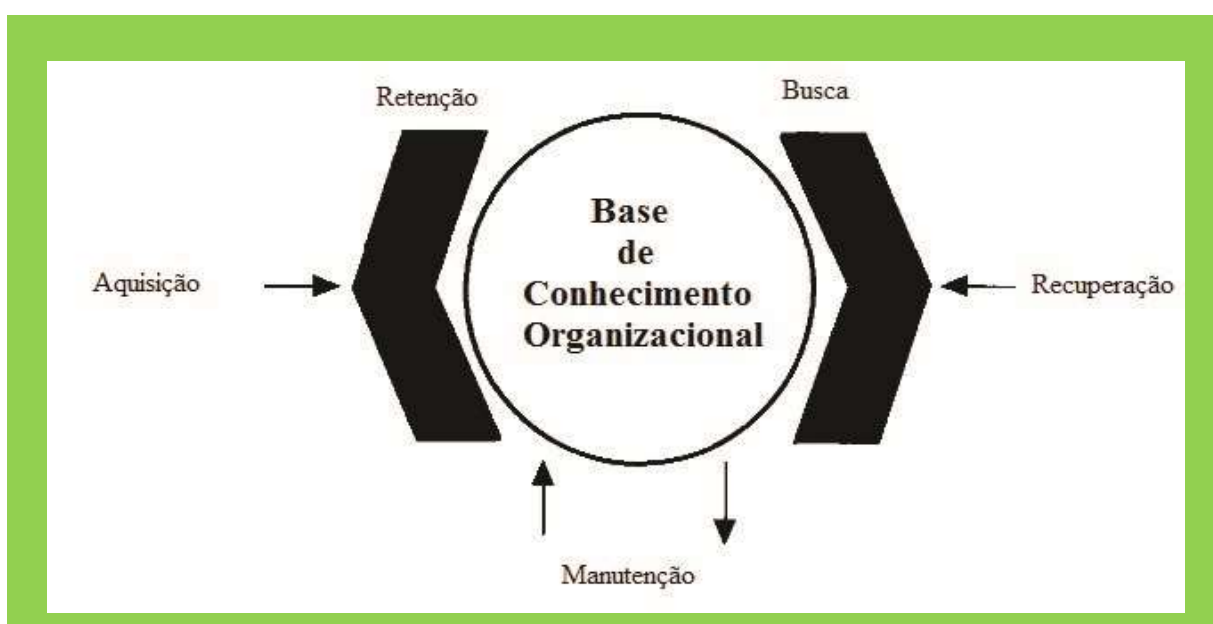 Retenção
Busca
Base
de
Conhecimento
Organizacional
Aquisição
Recuperação
Manutenção